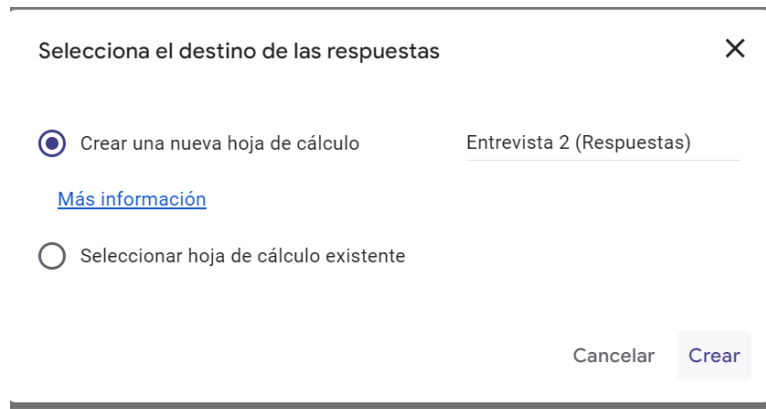 Selecciona el destino de las respuestas
Crear una nueva hoja de cálculo Entrevista 2 (Respuestas)
Más información
Seleccionar hoja de cálculo existente
Cancelar Crear